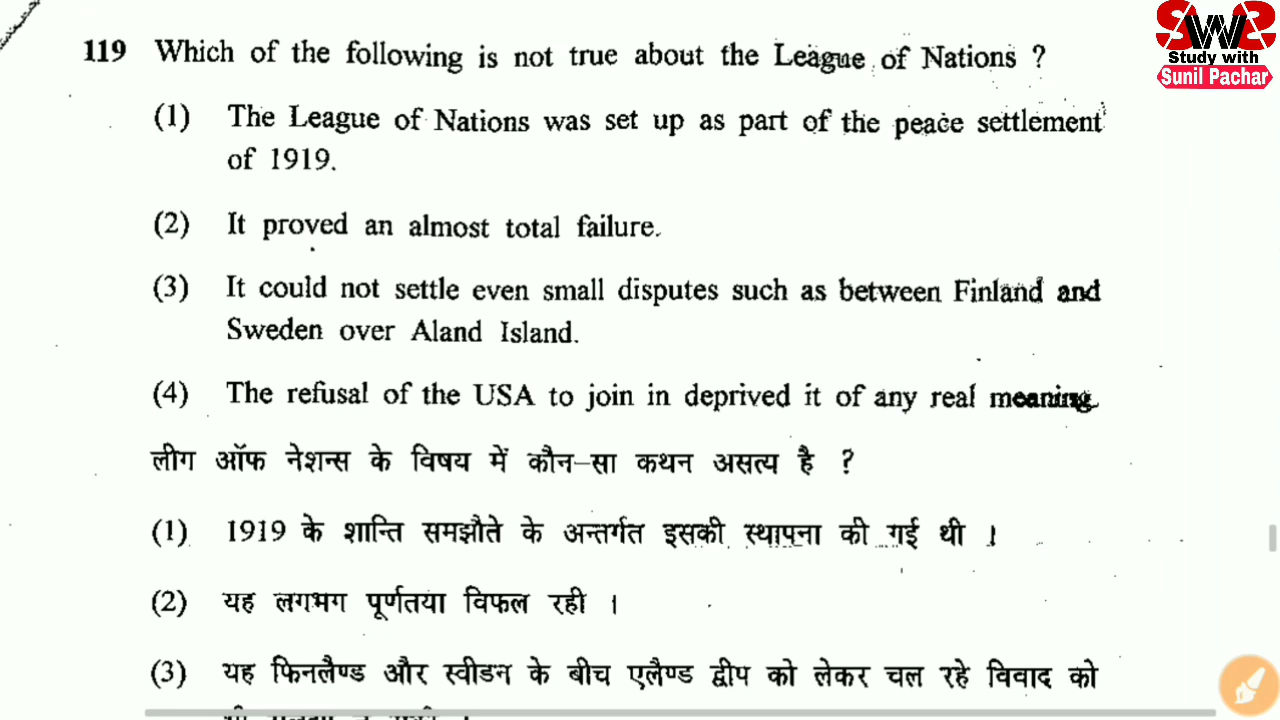 SWS
Study with
Sunil Pachar
119 Which of the following is not true about the League of Nations ?
(1) The League of Nations was set up as part of the peace settlement
of 1919.
(2) It proved an almost total failure.
(3) It could not settle even small disputes such as between Finland and
Sweden over Aland Island.
(4) The refusal of the USA to join in deprived it of any real meaning
लीग ऑफ नेशन्स के विषय में कौन-सा कथन असत्य है ?
(1) 1919 के शान्ति समझौते के अन्तर्गत इसकी स्थापना की गई थी ।
(2) यह लगभग पूर्णतया विफल रही ।
(3) यह फिनलैण्ड और स्वीडन के बीच एलैण्ड द्वीप को लेकर चल रहे विवाद को